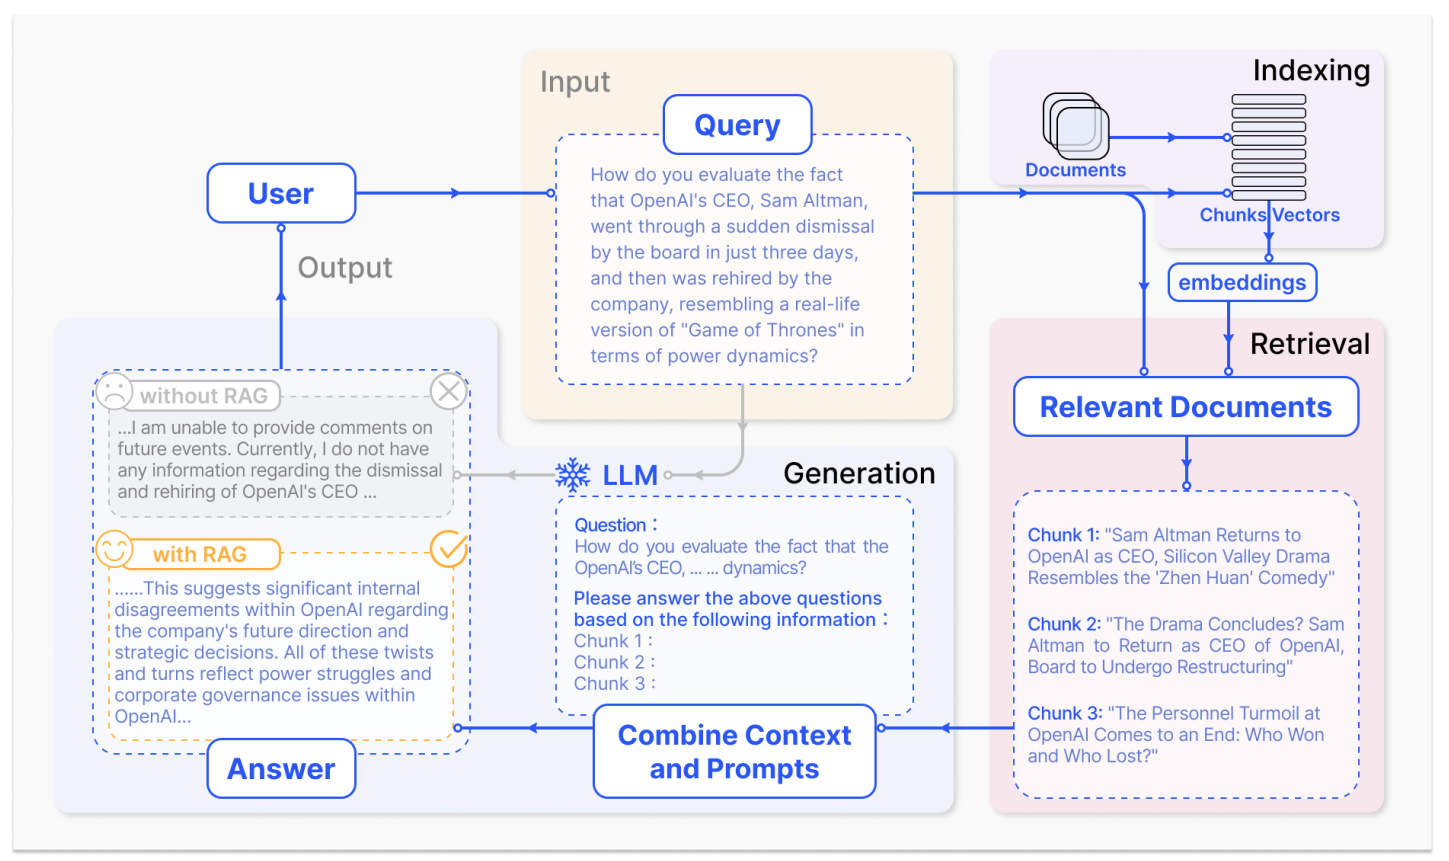 Input
Query
How do you evaluate the fact
that OpenAI's CEO, Sam Altman,
went through a sudden dismissal
by the board in just three days,
and then was rehired by the
company, resembling a real-life
version of "Game of Thrones" in
terms of power dynamics?
Indexing
Documents
Chunks Vectors
embeddings
User
Output
Retrieval
Relevant Documents
Chunk 1: "Sam Altman Returns to
OpenAI as CEO, Silicon Valley Drama
Resembles the 'Zhen Huan' Comedy"
Chunk 2: "The Drama Concludes? Sam
Altman to Return as CEO of OpenAI,
Board to Undergo Restructuring"
Chunk 3: "The Personnel Turmoil at
OpenAI Comes to an End: Who Won
and Who Lost?"
LLM
Generation
Question :
How do you evaluate the fact that the
OpenAI's CEO, ... ... dynamics?
Please answer the above questions
based on the following information :
Chunk 1 :
Chunk 2 :
Chunk 3 :
Combine Context
and Prompts
without RAG
...I am unable to provide comments on
future events. Currently, I do not have
any information regarding the dismissal
and rehiring of OpenAI's CEO ...
with RAG
......This suggests significant internal
disagreements within OpenAI regarding
the company's future direction and
strategic decisions. All of these twists
and turns reflect power struggles and
corporate governance issues within
OpenAI...
Answer